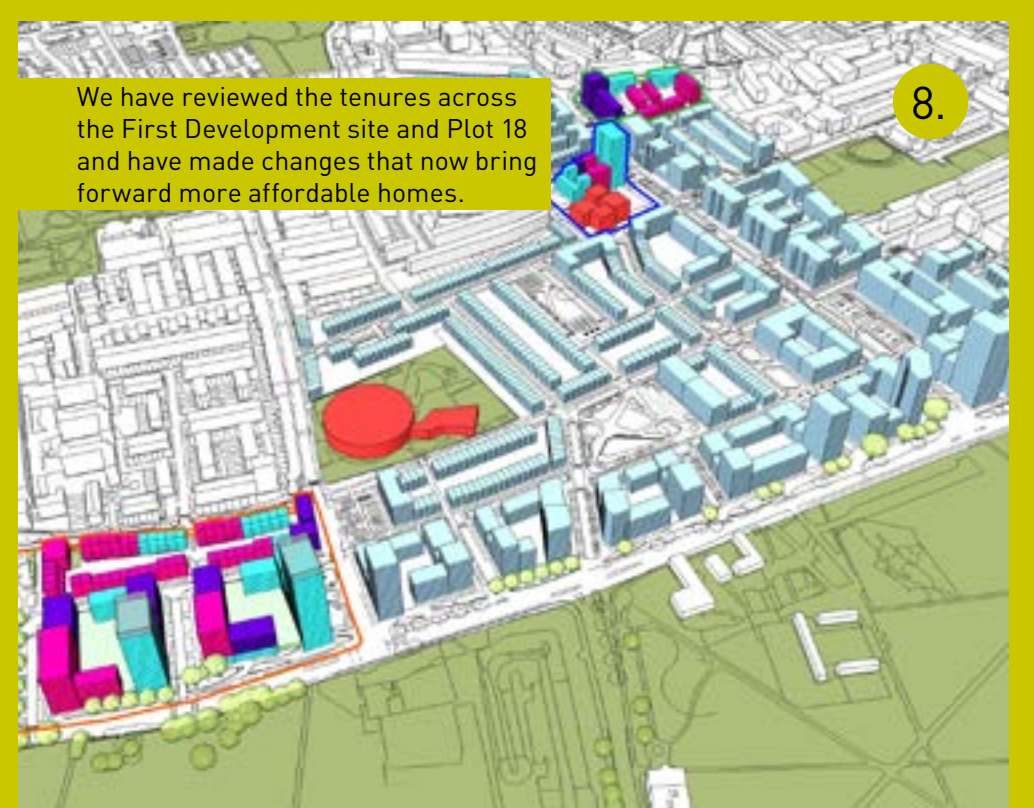 We have reviewed the tenures across
the First Development site and Plot 18
and have made changes that now bring
forward more affordable homes.
8.